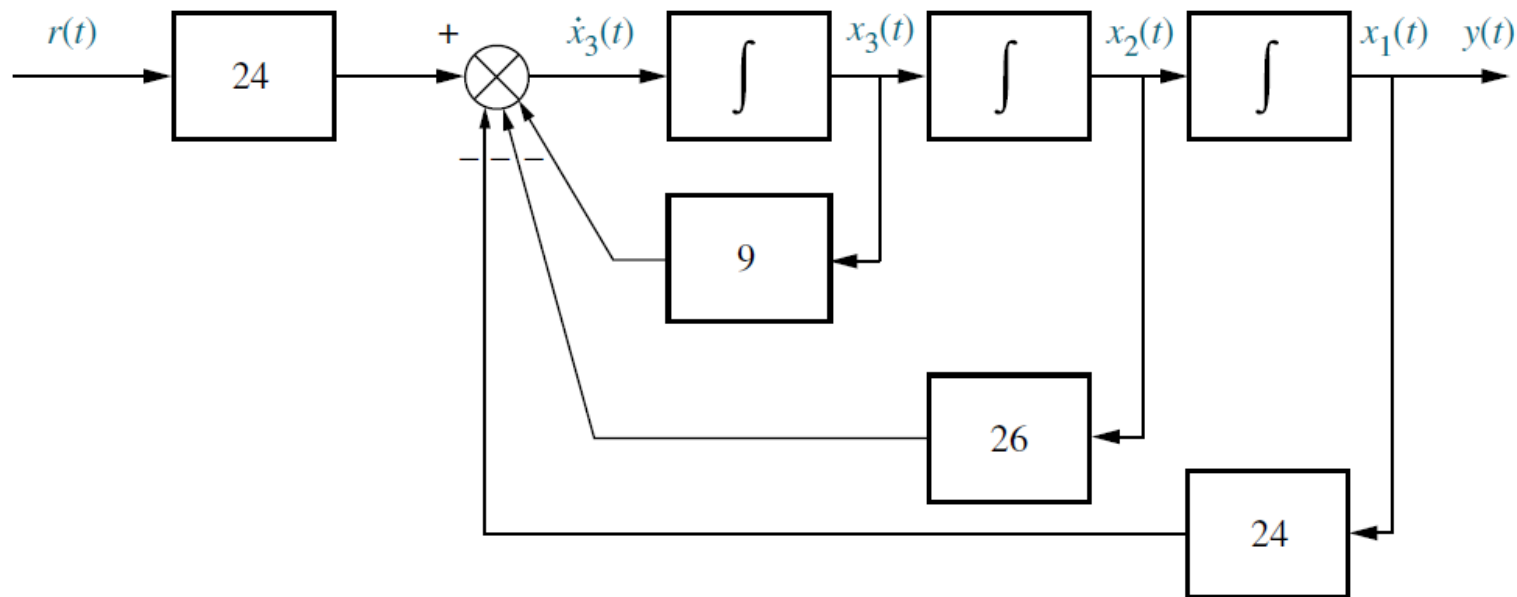 r(t)
24
+
ẋ₃(t)
∫
x₃(t)
∫
x₂(t)
∫
x₁(t)
y(t)
− − −
9
26
24